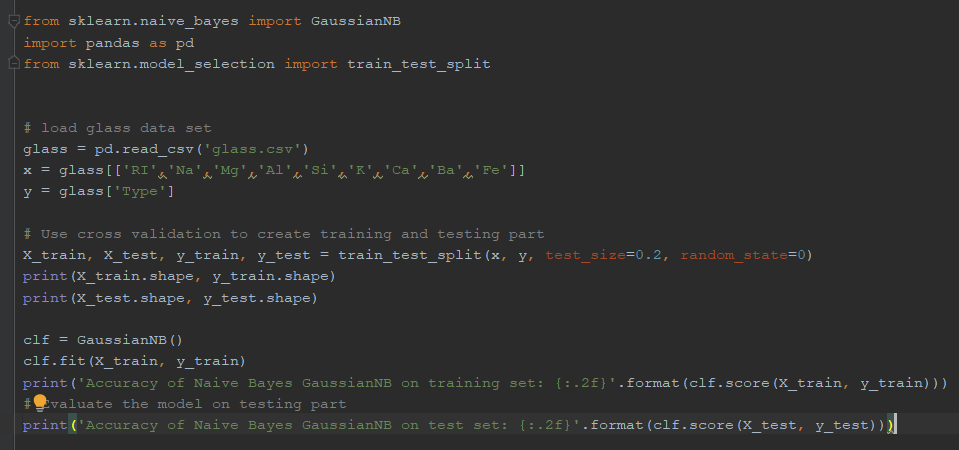 from sklearn.naive_bayes import GaussianNB
import pandas as pd
from sklearn.model_selection import train_test_split
# load glass data set
glass = pd.read_csv('glass.csv')
x = glass[['RI','Na','Mg','Al','Si','K','Ca','Ba','Fe']]
y = glass['Type']
# Use cross validation to create training and testing part
X_train, X_test, y_train, y_test = train_test_split(x, y, test_size=0.2, random_state=0)
print(X_train.shape, y_train.shape)
print(X_test.shape, y_test.shape)
clf = GaussianNB()
clf.fit(X_train, y_train)
print('Accuracy of Naive Bayes GaussianNB on training set: {:.2f}'.format(clf.score(X_train, y_train)))
# Evaluate the model on testing part
print('Accuracy of Naive Bayes GaussianNB on test set: {:.2f}'.format(clf.score(X_test, y_test)))